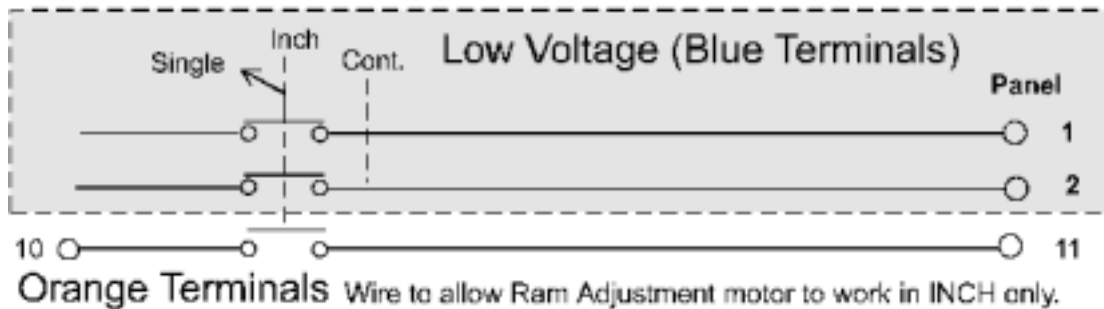 Inch
Low Voltage (Blue Terminals)
Single
Cont.
Panel
1
2
10
11
Orange Terminals Wire to allow Ram Adjustment motor to work in INCH only.